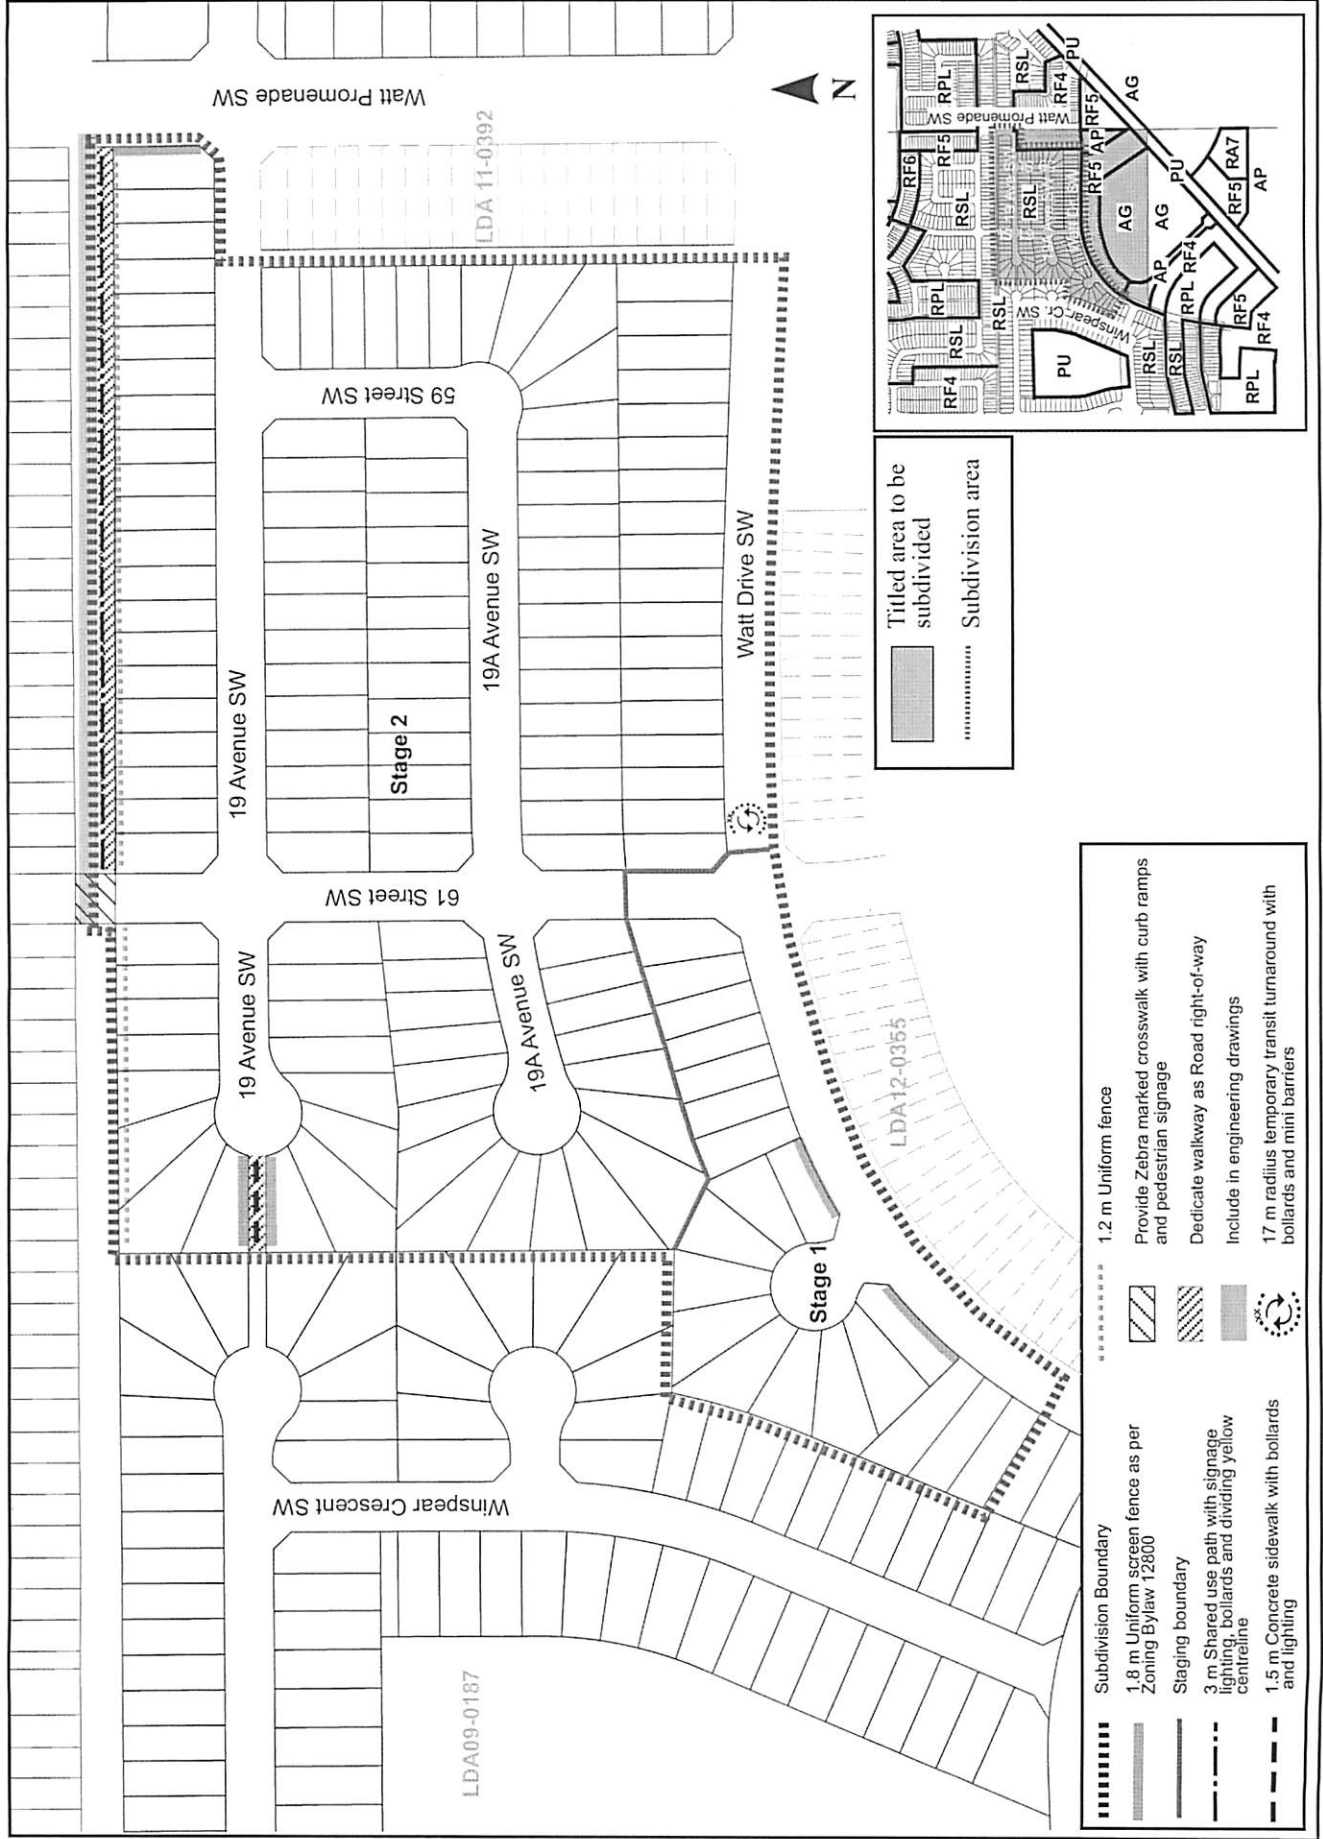 Watt Promenade SW
LDA 11-0392
N
59 Street SW
19 Avenue SW
19A Avenue SW
Stage 2
Watt Drive SW
61 Street SW
19 Avenue SW
19A Avenue SW
LDA12-0355
Stage 1
Winspear Crescent SW
LDA09-0187
RF6
RF5
RPL
RSL
RF4
PU
Watt Promenade SW
RSL
RPL
RSL
RSL
RSL
RF4
PU
Winspear Cr. SW
RF5
AP
RF5
AG
AG
AG
PU
RA7
RF5
AP
AP
RF4
RPL
RSL
RSL
RF5
RF4
RPL
Titled area to be
subdivided
Subdivision area
Subdivision Boundary
1.8 m Uniform screen fence as per
Zoning Bylaw 12800
Staging boundary
3 m Shared use path with signage
lighting, bollards and dividing yellow
centreline
1.5 m Concrete sidewalk with bollards
and lighting
1.2 m Uniform fence
Provide Zebra marked crosswalk with curb ramps
and pedestrian signage
Dedicate walkway as Road right-of-way
Include in engineering drawings
17 m radius temporary transit turnaround with
bollards and mini barriers